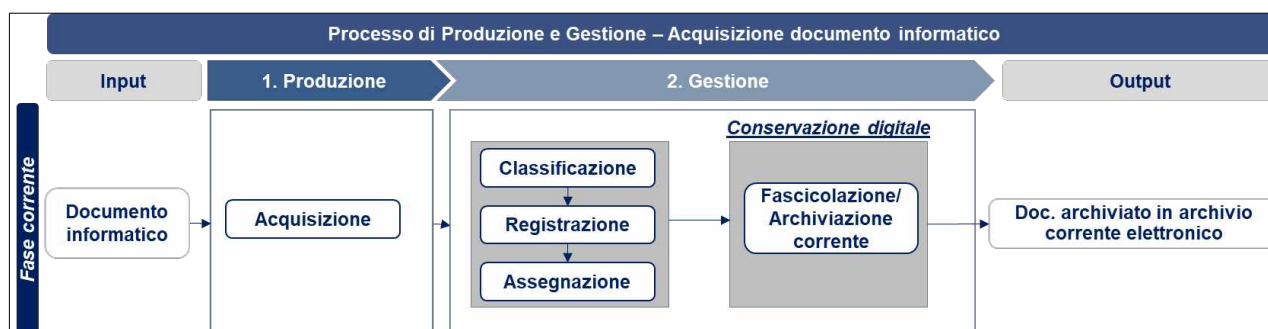 Processo di Produzione e Gestione – Acquisizione documento informatico
Input
1. Produzione
2. Gestione
Output
Fase corrente
Documento
informatico
Acquisizione
Classificazione
Registrazione
Assegnazione
Conservazione digitale
Fascicolazione/
Archiviazione
corrente
Doc. archiviato in archivio
corrente elettronico